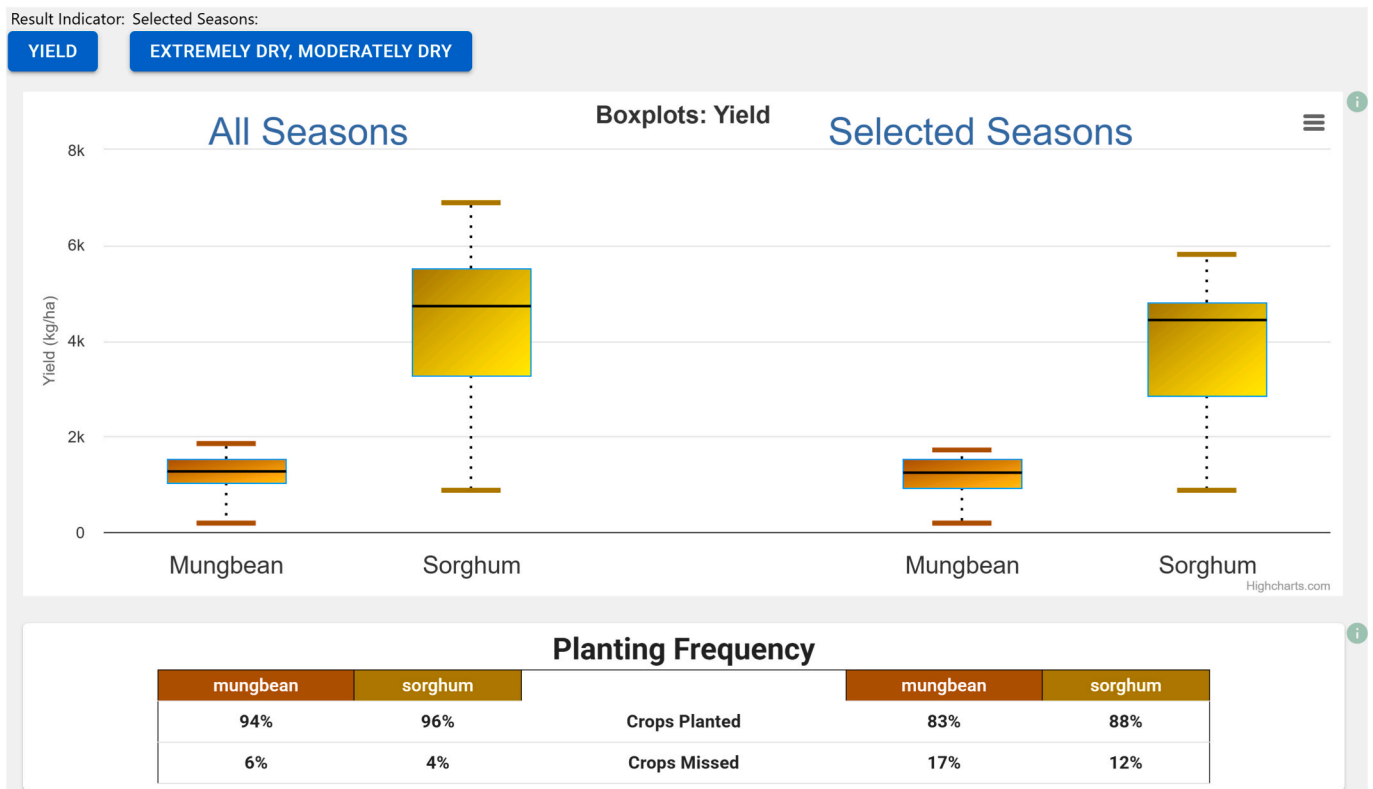 Result Indicator: Selected Seasons:
YIELD EXTREMELY DRY, MODERATELY DRY
Boxplots: Yield
All Seasons Selected Seasons
8k
6k
4k
2k
0
Yield (kg/ha)
Mungbean Sorghum Mungbean Sorghum
Highcharts.com
Planting Frequency
mungbean sorghum mungbean sorghum
94% 96% Crops Planted 83% 88%
6% 4% Crops Missed 17% 12%